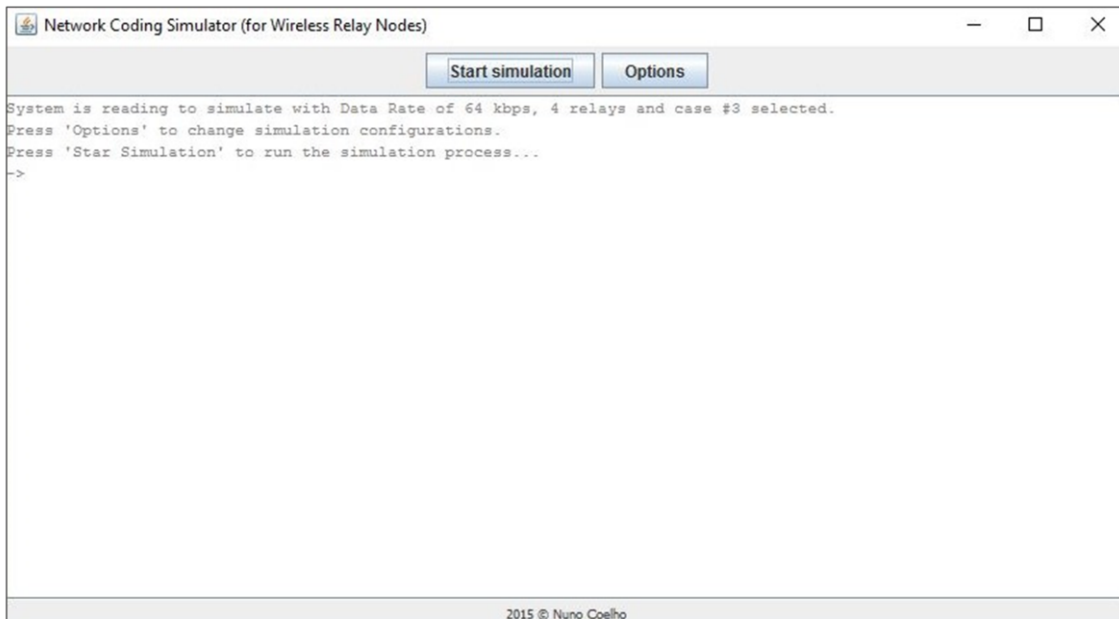 Network Coding Simulator (for Wireless Relay Nodes)
Start simulation Options
System is reading to simulate with Data Rate of 64 kbps, 4 relays and case #3 selected.
Press 'Options' to change simulation configurations.
Press 'Star Simulation' to run the simulation process...
->
2015 © Nuno Coelho